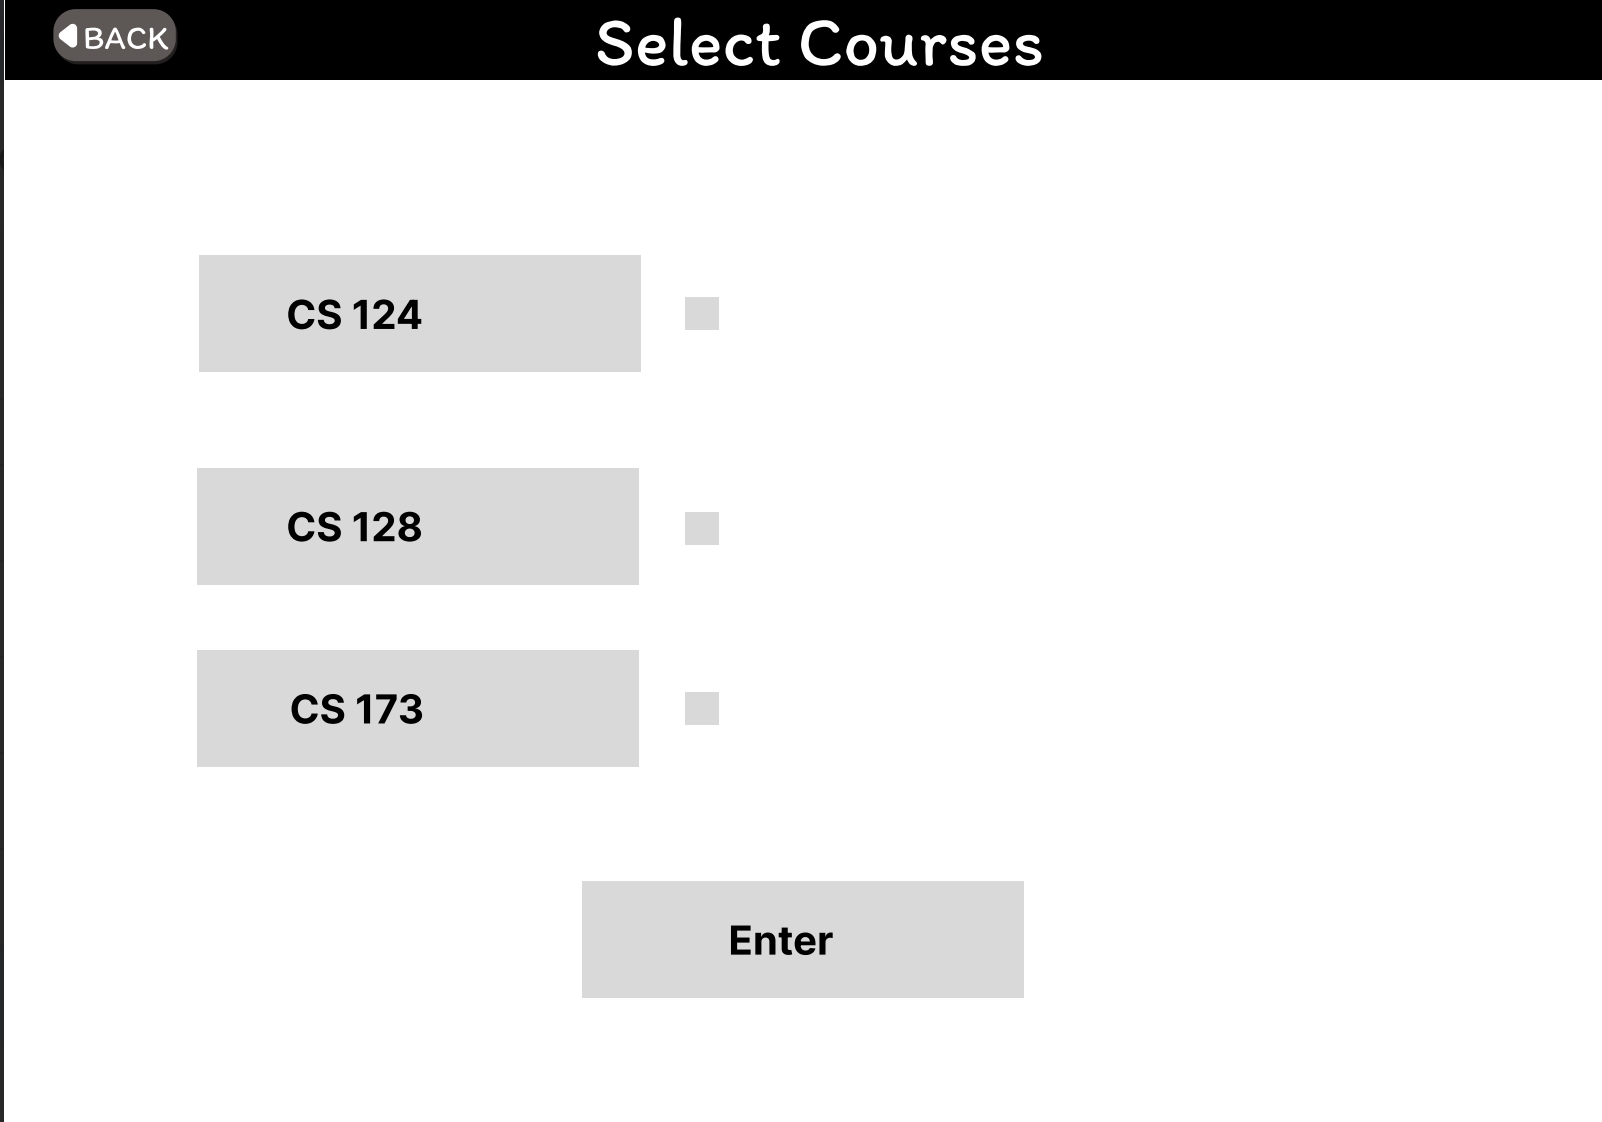 BACK
Select Courses
CS 124
CS 128
CS 173
Enter